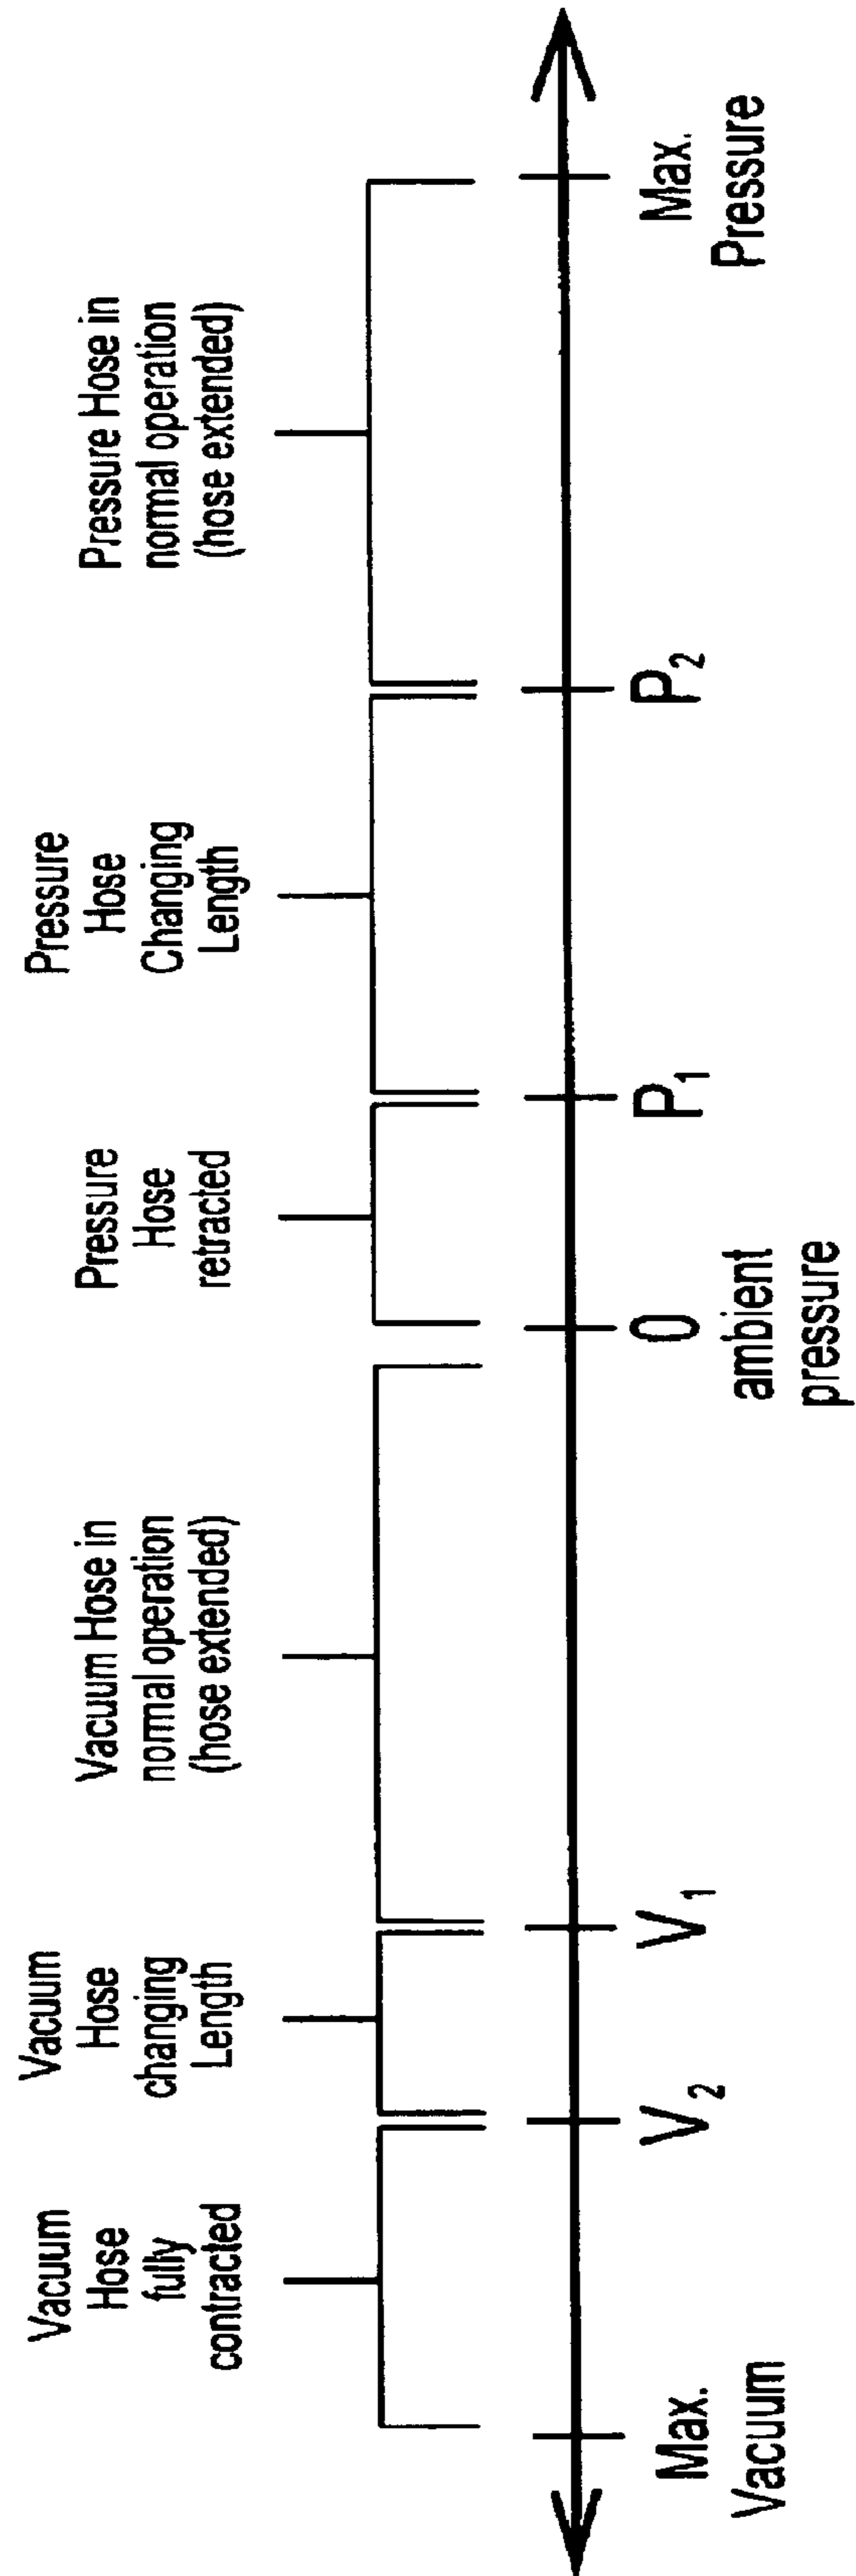 Vacuum
Hose
fully
contracted
Vacuum
Hose
changing
Length
Vacuum Hose in
normal operation
(hose extended)
Pressure
Hose
retracted
Pressure
Hose
Changing
Length
Pressure Hose in
normal operation
(hose extended)
Max.
Vacuum
V₂
V₁
0
ambient
pressure
P₁
P₂
Max.
Pressure